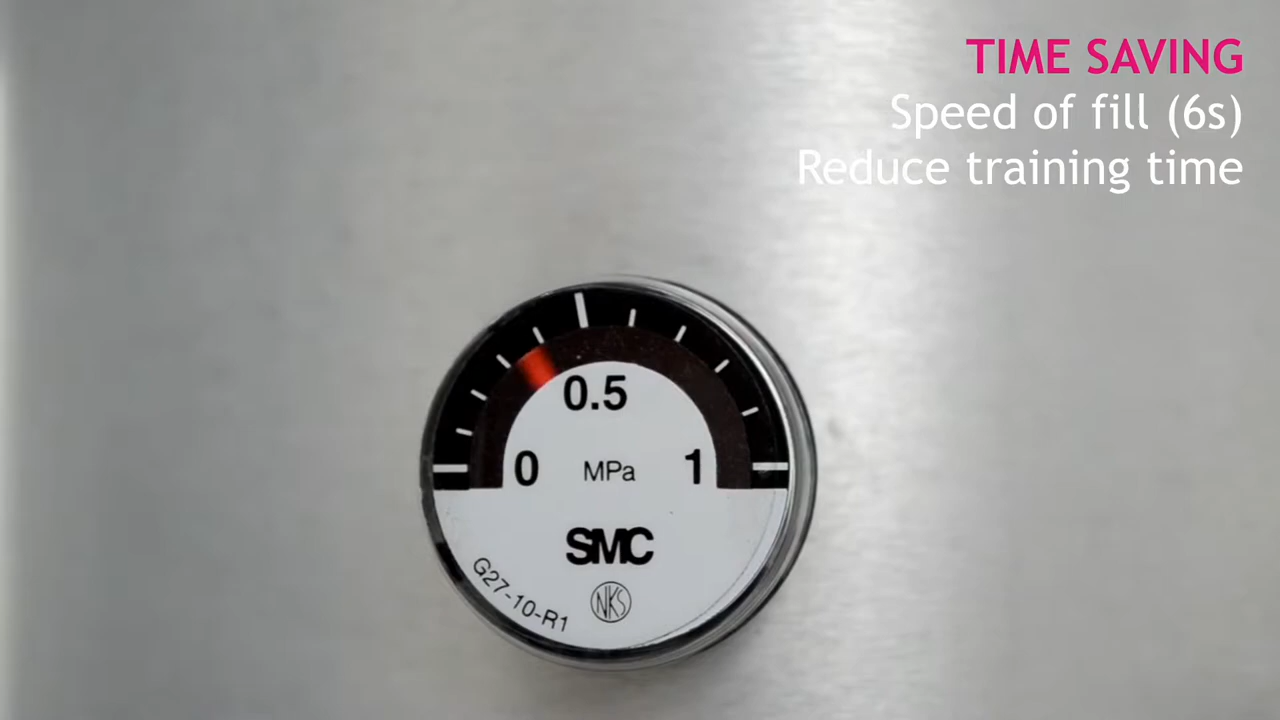 TIME SAVING
Speed of fill (6s)
Reduce training time
0.5
0 MPa 1
SMC
NKS
G27-10-R1